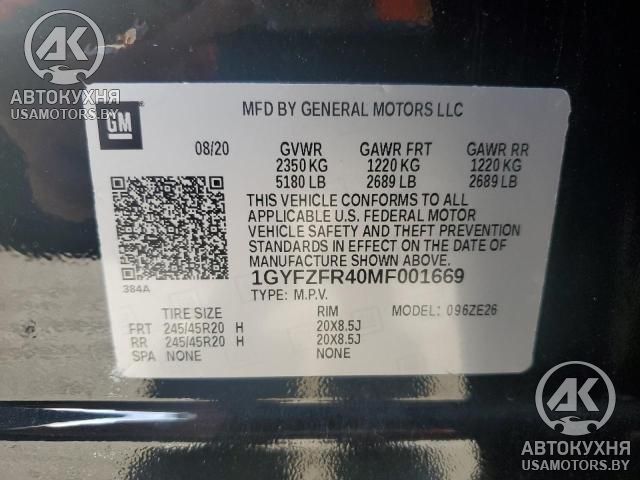 АВТОКУХНЯ
USAMOTORS.BY
GM
MFD BY GENERAL MOTORS LLC
08/20 GVWR GAWR FRT GAWR RR
2350 KG 1220 KG 1220 KG
5180 LB 2689 LB 2689 LB
THIS VEHICLE CONFORMS TO ALL
APPLICABLE U.S. FEDERAL MOTOR
VEHICLE SAFETY AND THEFT PREVENTION
STANDARDS IN EFFECT ON THE DATE OF
MANUFACTURE SHOWN ABOVE.
384A
1GYFZFR40MF001669
TYPE: M.P.V.
TIRE SIZE RIM MODEL: 096ZE26
FRT 245/45R20 H 20X8.5J
RR 245/45R20 H 20X8.5J
SPA NONE NONE
АК
АВТОКУХНЯ
USAMOTORS.BY